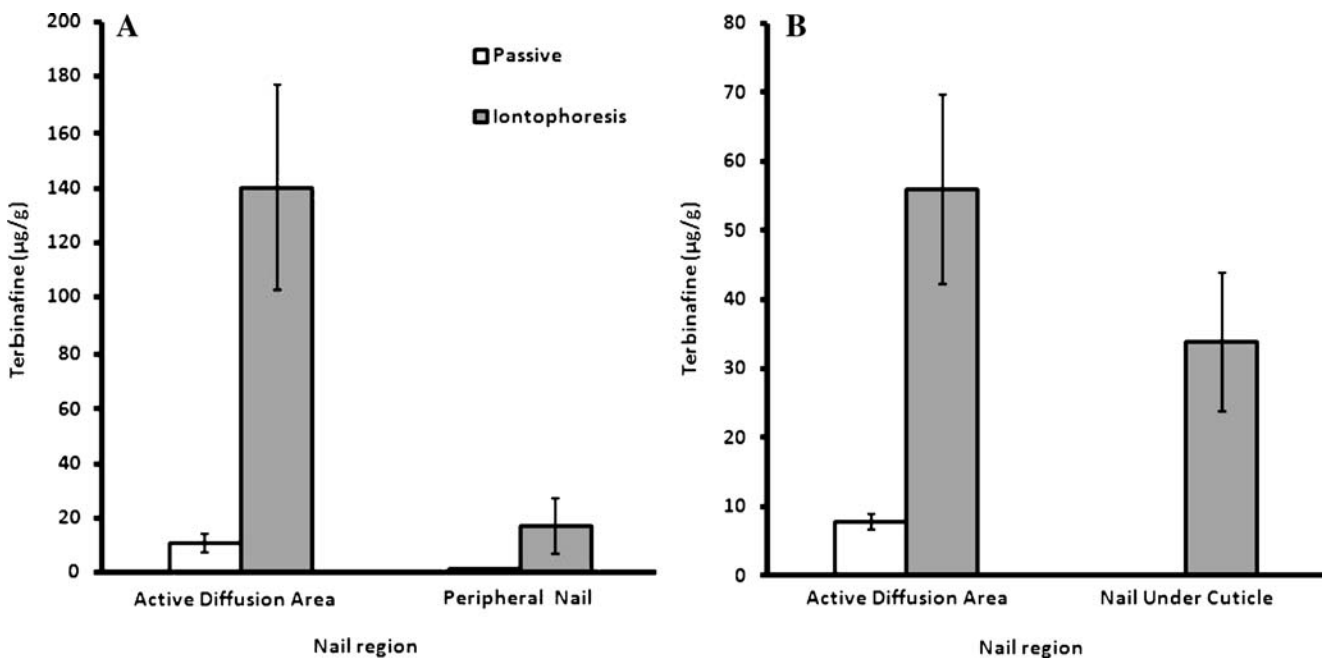 A
200
180
160
140
120
100
80
60
40
20
0
Terbinafine (µg/g)
Passive
Iontophoresis
Active Diffusion Area
Peripheral Nail
Nail region
B
80
70
60
50
40
30
20
10
0
Terbinafine (µg/g)
Active Diffusion Area
Nail Under Cuticle
Nail region